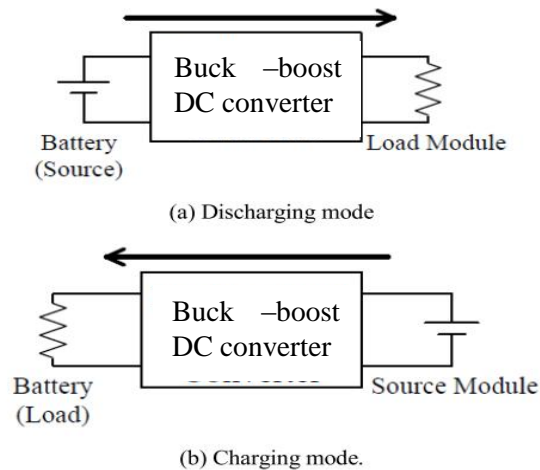 Buck –boost
DC converter
Battery
(Source)
Load Module
(a) Discharging mode
Buck –boost
DC converter
Battery
(Load)
Source Module
(b) Charging mode.